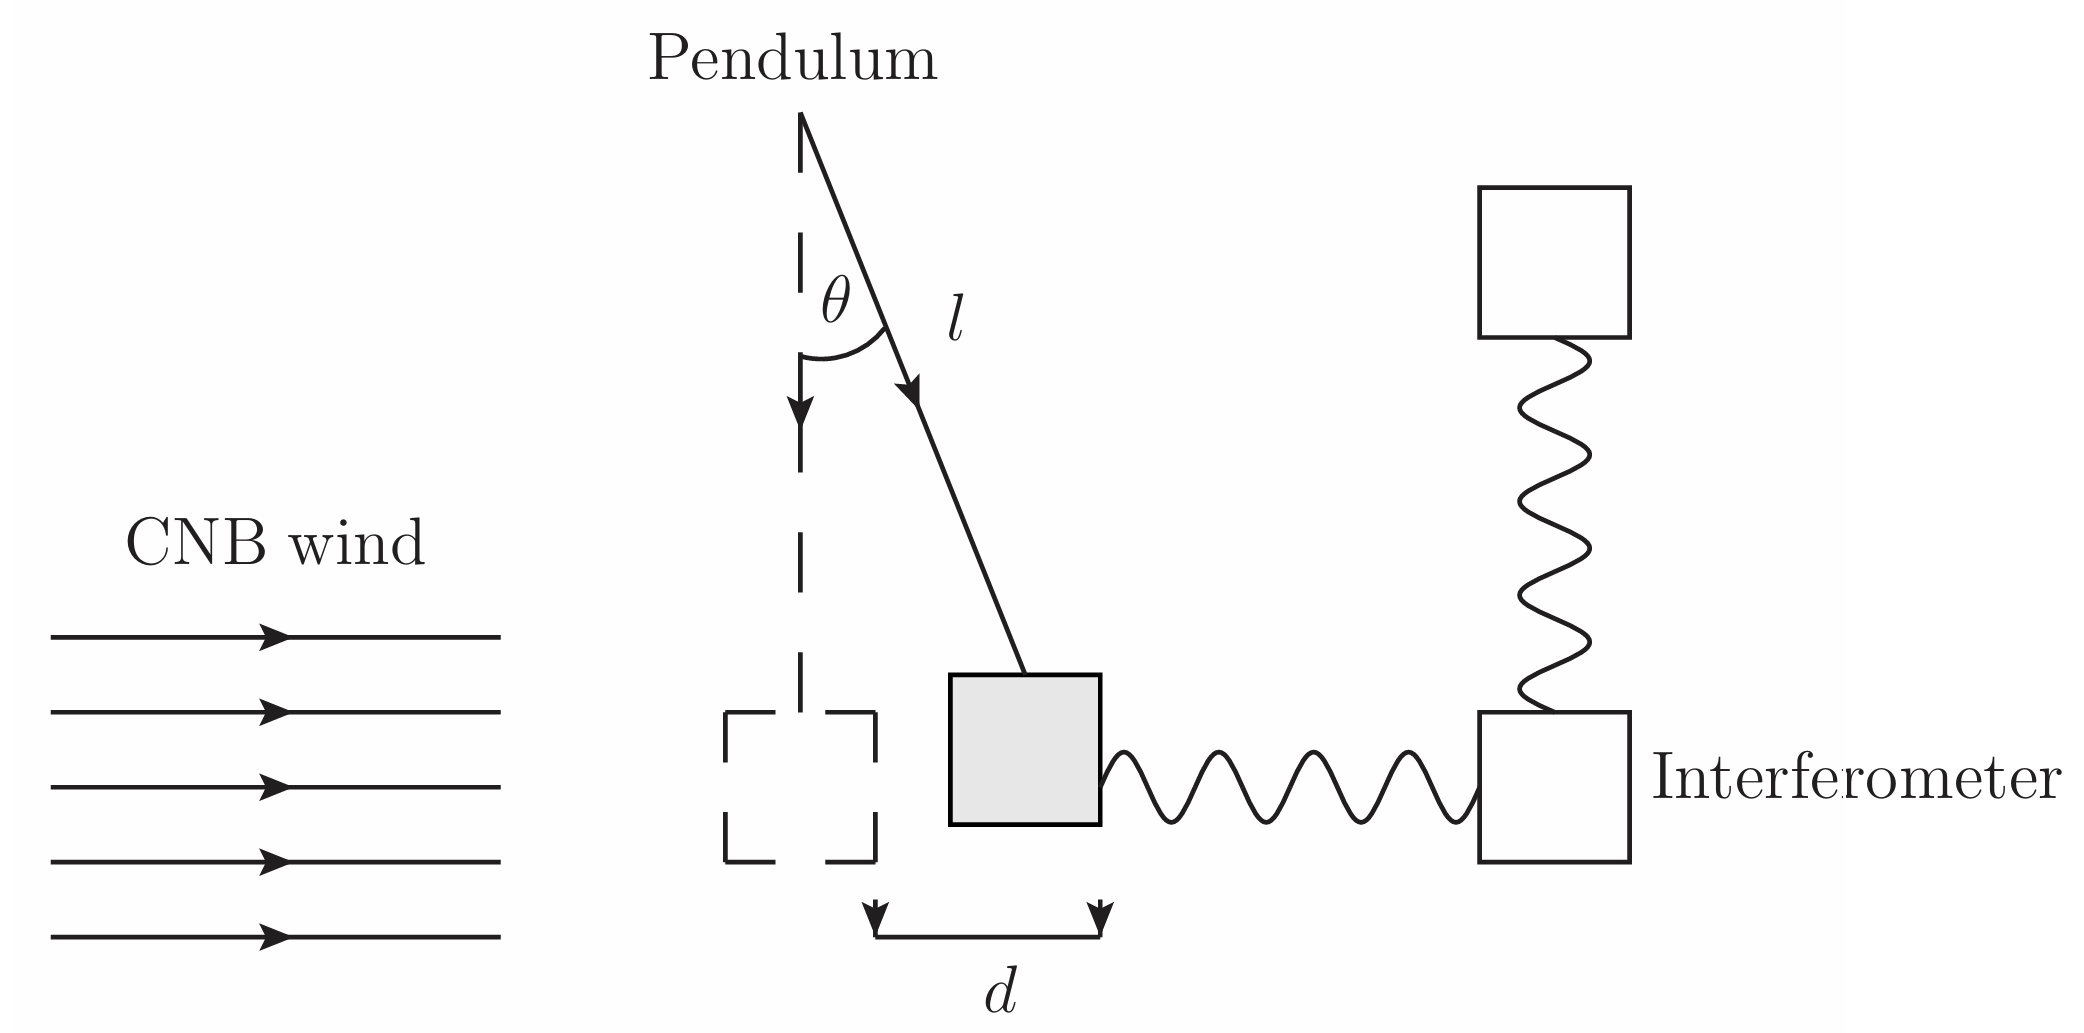 Pendulum
θ
l
CNB wind
Interferometer
d